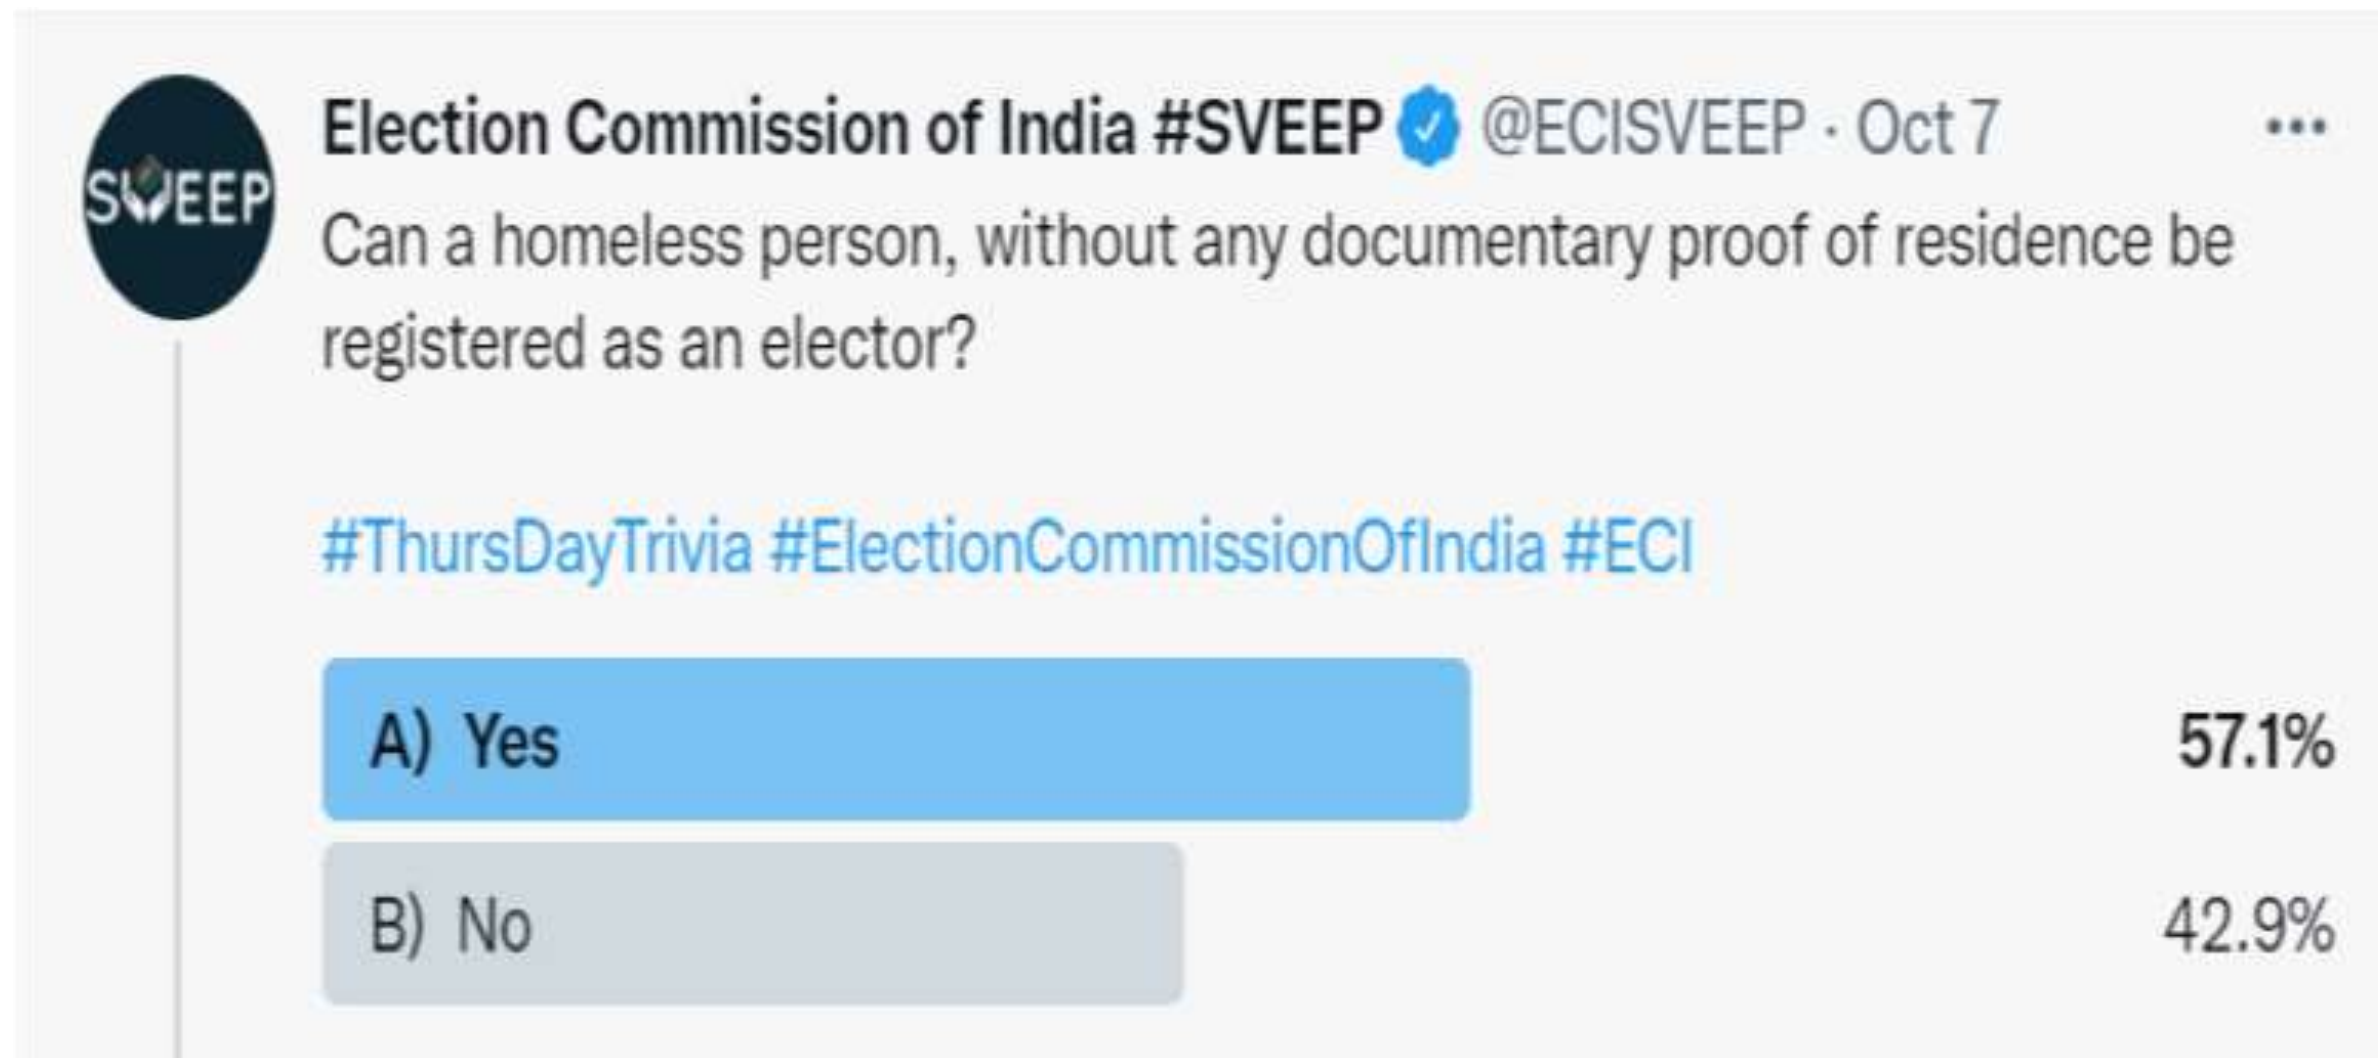 SVEEP
Election Commission of India #SVEEP @ECISVEEP · Oct 7 ...
Can a homeless person, without any documentary proof of residence be
registered as an elector?
#ThursDayTrivia #ElectionCommissionOfIndia #ECI
A) Yes 57.1%
B) No 42.9%